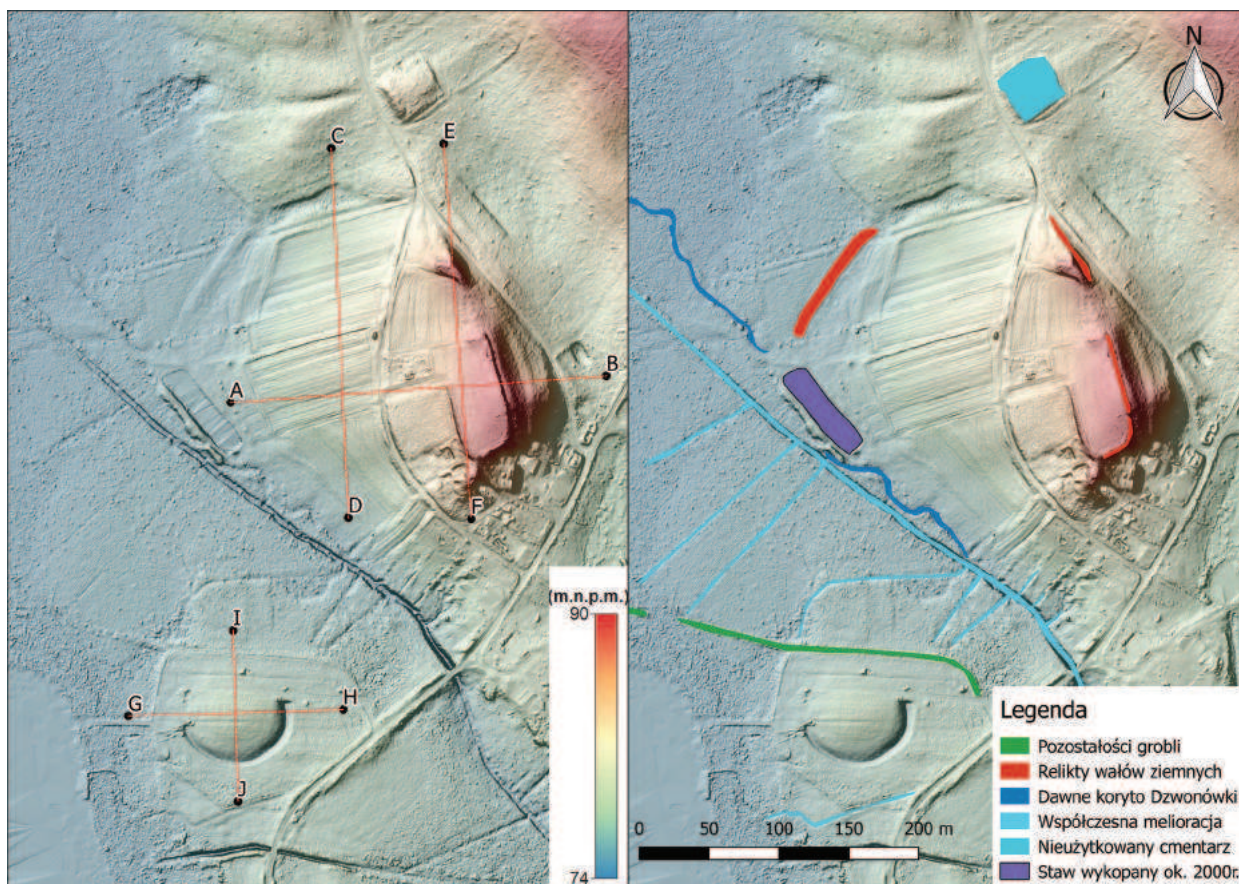 C
E
A
B
D
F
I
G
H
J
(m.n.p.m.)
90
74
N
Legenda
Pozostałości grobli
Relikty wałów ziemnych
Dawne koryto Dzwonówki
Współczesna melioracja
Nieużytkowany cmentarz
Staw wykopany ok. 2000r.
0 50 100 150 200 m